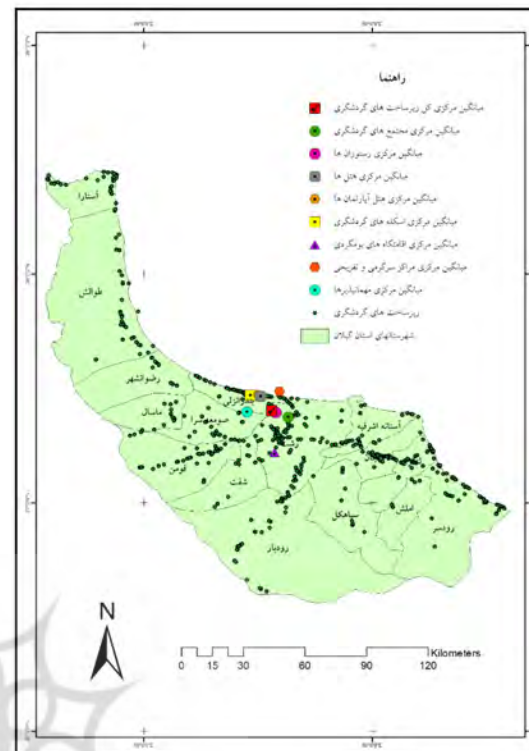 راهنما
میانگین مرکزی کل زیرساخت های گردشگری
میانگین مرکزی مجتمع های گردشگری
میانگین مرکزی رستوران ها
میانگین مرکزی هتل ها
میانگین مرکزی هتل آپارتمان ها
میانگین مرکزی اسکله های گردشگری
میانگین مرکزی اقامتگاه های بومگردی
میانگین مرکزی مراکز سرگرمی و تفریحی
میانگین مرکزی مهمانپذیرها
زیرساخت های گردشگری
شهرستانهای استان گیلان
آستارا
طوالش
رضوانشهر
ماسال
صومعه سرا
آستانه اشرفیه
فومن
شفت
سیاهکل
املش
رودسر
رودبار
N
Kilometers
0 15 30 60 90 120